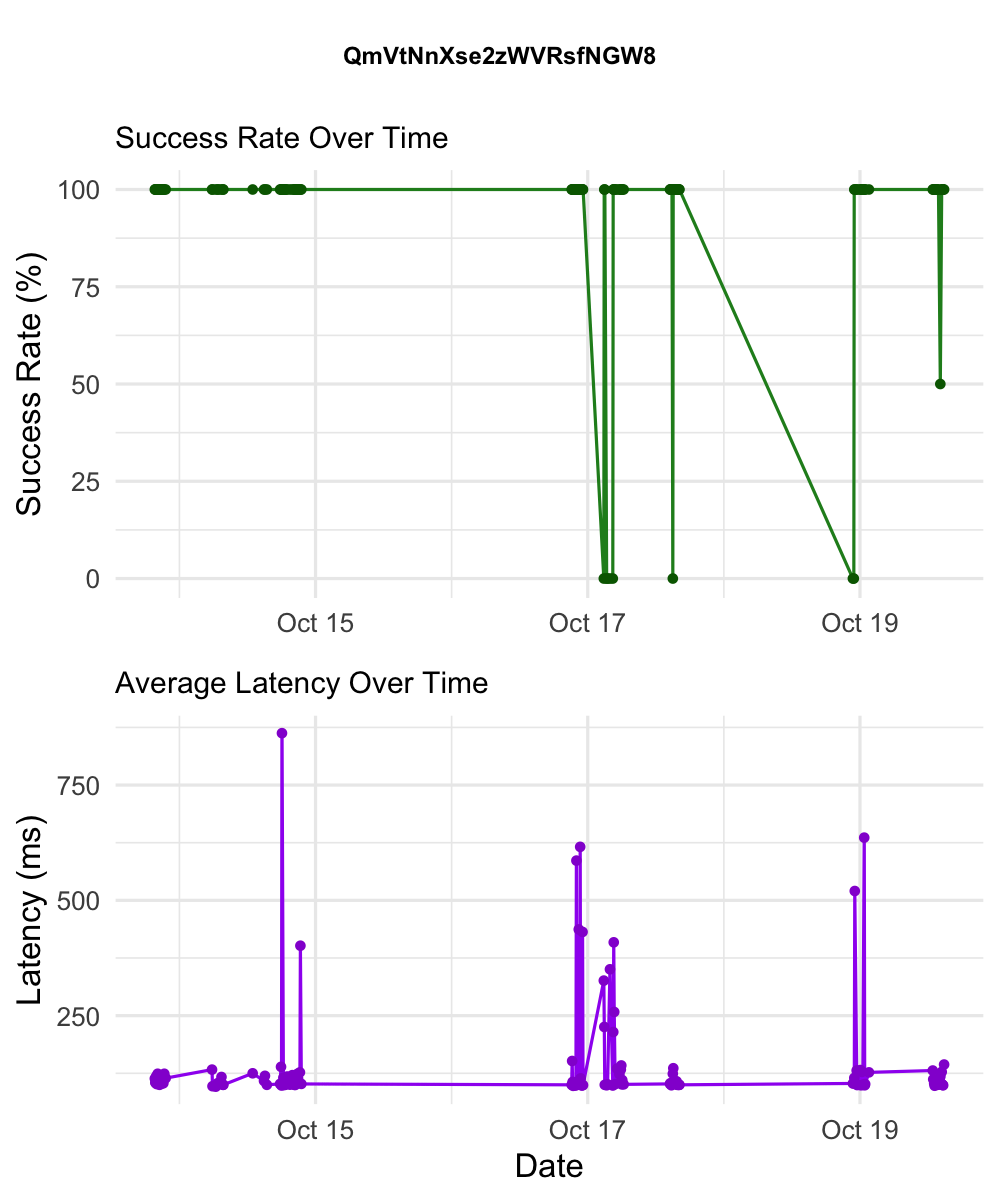 QmVtNnXse2zWVRsfNGW8
Success Rate Over Time
Success Rate (%)
100
75
50
25
0
Oct 15
Oct 17
Oct 19
Average Latency Over Time
Latency (ms)
750
500
250
Oct 15
Oct 17
Oct 19
Date